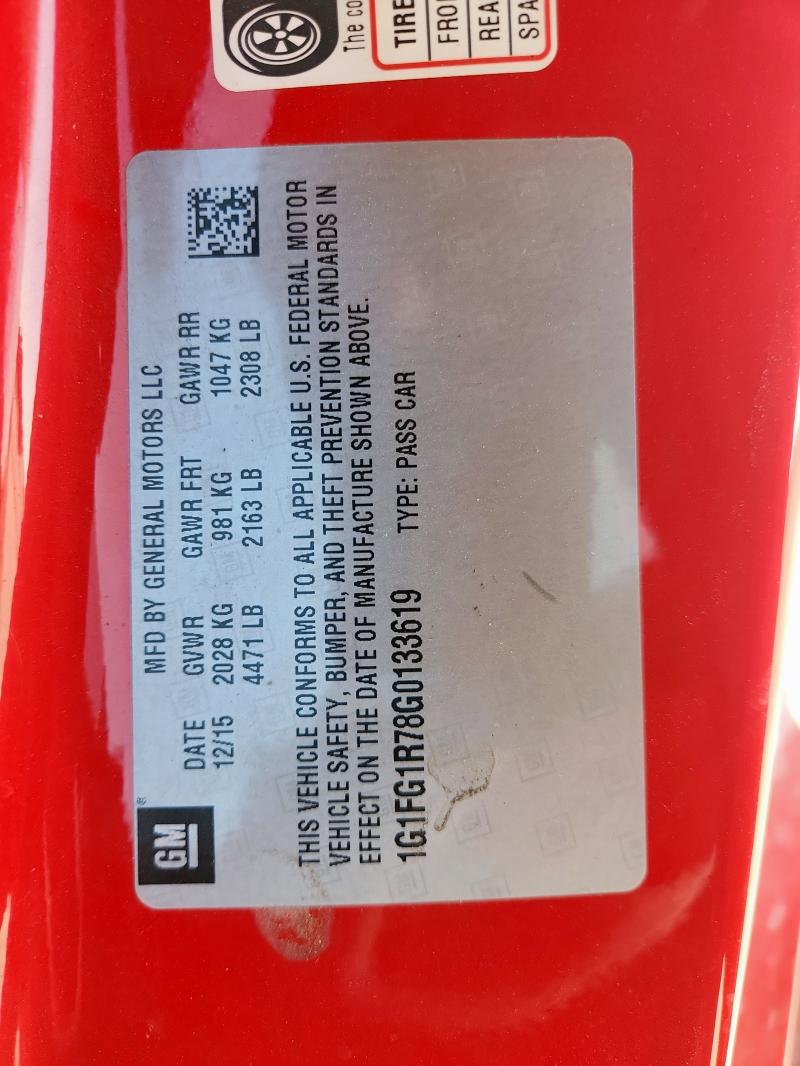 The co
TIRE
FRO
REA
SPA
GM®
MFD BY GENERAL MOTORS LLC
DATE GVWR GAWR FRT GAWR RR
12/15 2028 KG 981 KG 1047 KG
4471 LB 2163 LB 2308 LB
THIS VEHICLE CONFORMS TO ALL APPLICABLE U.S. FEDERAL MOTOR
VEHICLE SAFETY, BUMPER, AND THEFT PREVENTION STANDARDS IN
EFFECT ON THE DATE OF MANUFACTURE SHOWN ABOVE.
1G1FG1R78G0133619 TYPE: PASS CAR